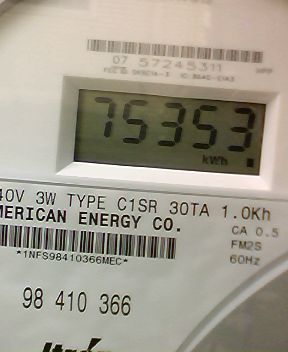 07 57245311
75353
kWh
40V 3W TYPE C1SR 30TA 1.0Kh
MERICAN ENERGY CO.
CA 0.5
*1NFS98410366MEC*
FM2S
60Hz
98 410 366
Itron